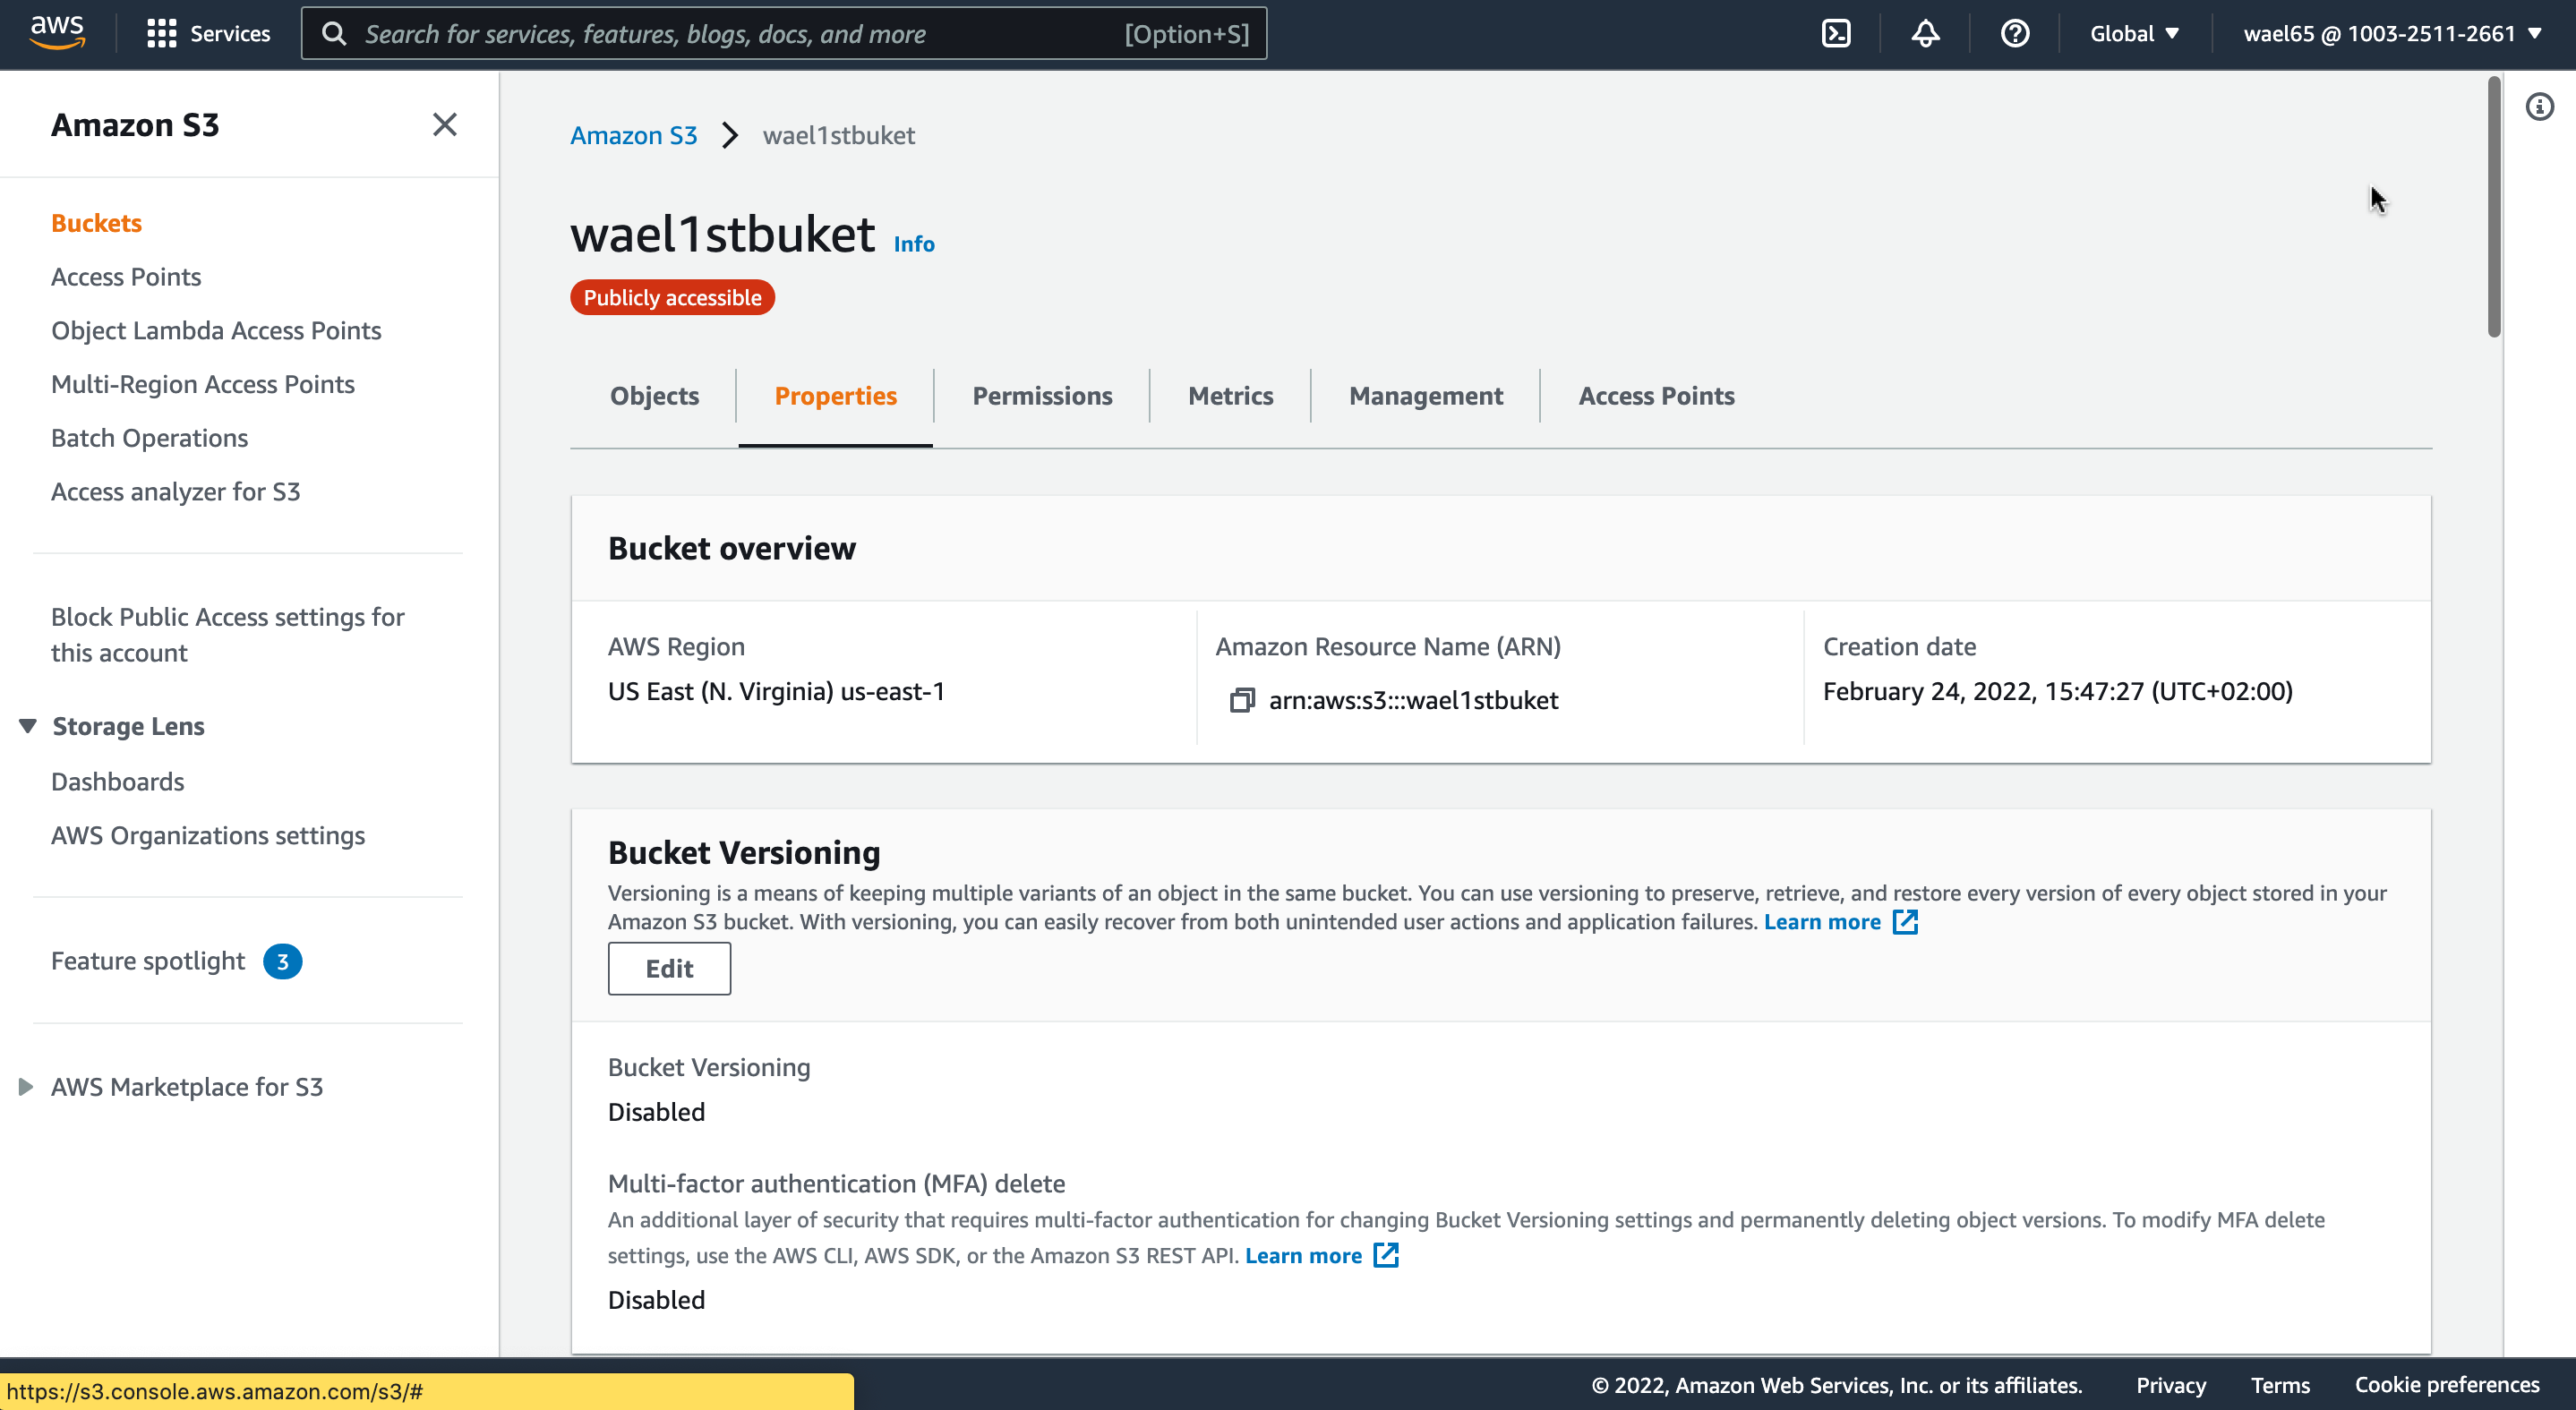 aws
Services
Search for services, features, blogs, docs, and more
[Option+S]
Global
wael65 @ 1003-2511-2661
Amazon S3
Buckets
Access Points
Object Lambda Access Points
Multi-Region Access Points
Batch Operations
Access analyzer for S3
Block Public Access settings for
this account
Storage Lens
Dashboards
AWS Organizations settings
Feature spotlight 3
AWS Marketplace for S3
Amazon S3 > wael1stbuket
wael1stbuket Info
Publicly accessible
Objects
Properties
Permissions
Metrics
Management
Access Points
Bucket overview
AWS Region
US East (N. Virginia) us-east-1
Amazon Resource Name (ARN)
arn:aws:s3:::wael1stbuket
Creation date
February 24, 2022, 15:47:27 (UTC+02:00)
Bucket Versioning
Versioning is a means of keeping multiple variants of an object in the same bucket. You can use versioning to preserve, retrieve, and restore every version of every object stored in your
Amazon S3 bucket. With versioning, you can easily recover from both unintended user actions and application failures. Learn more
Edit
Bucket Versioning
Disabled
Multi-factor authentication (MFA) delete
An additional layer of security that requires multi-factor authentication for changing Bucket Versioning settings and permanently deleting object versions. To modify MFA delete
settings, use the AWS CLI, AWS SDK, or the Amazon S3 REST API. Learn more
Disabled
https://s3.console.aws.amazon.com/s3/#
© 2022, Amazon Web Services, Inc. or its affiliates.
Privacy
Terms
Cookie preferences